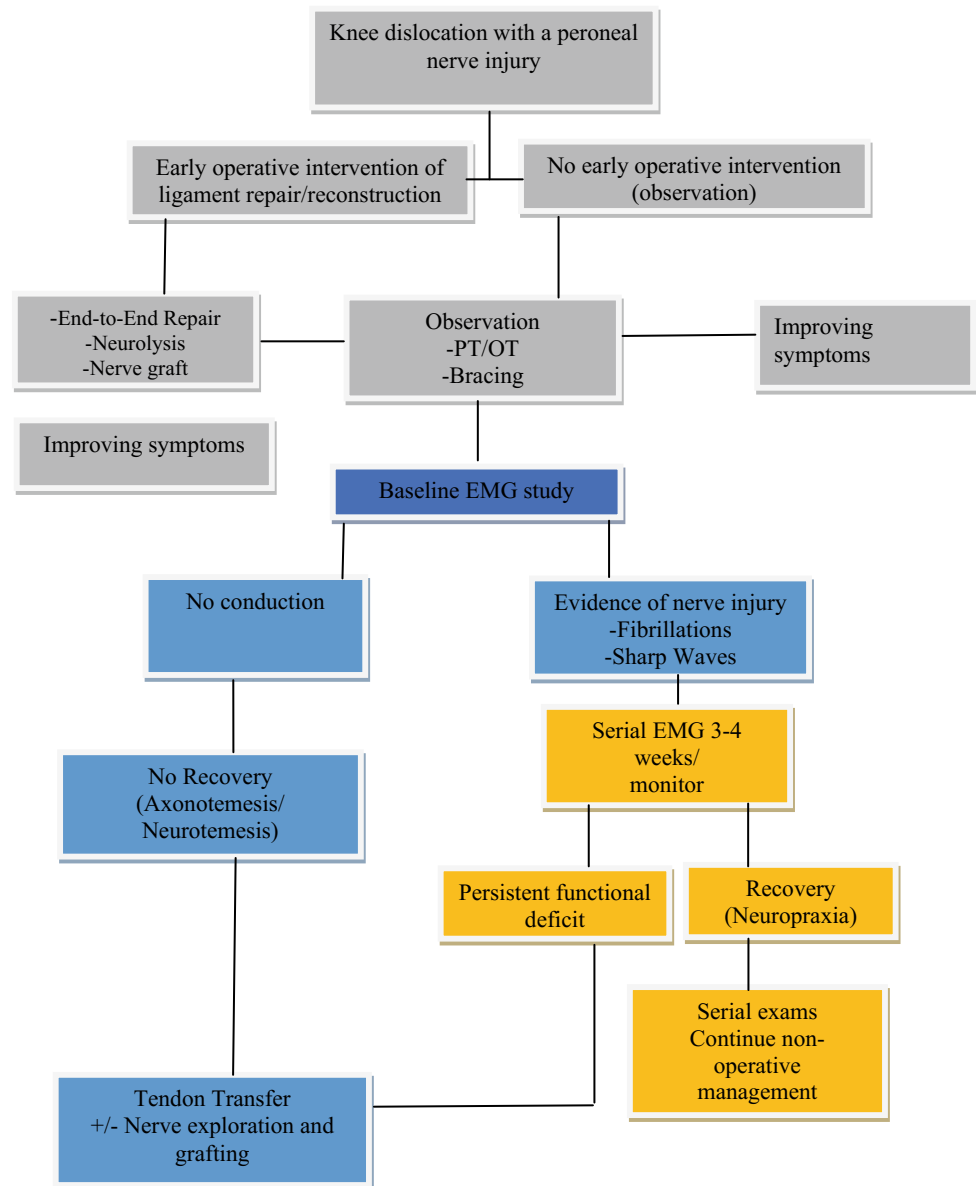 Knee dislocation with a peroneal
nerve injury
Early operative intervention of
ligament repair/reconstruction
No early operative intervention
(observation)
-End-to-End Repair
-Neurolysis
-Nerve graft
Observation
-PT/OT
-Bracing
Improving
symptoms
Improving symptoms
Baseline EMG study
No conduction
Evidence of nerve injury
-Fibrillations
-Sharp Waves
Serial EMG 3-4
weeks/
monitor
No Recovery
(Axonotemesis/
Neurotemesis)
Persistent functional
deficit
Recovery
(Neuropraxia)
Serial exams
Continue non-
operative
management
Tendon Transfer
+/- Nerve exploration and
grafting